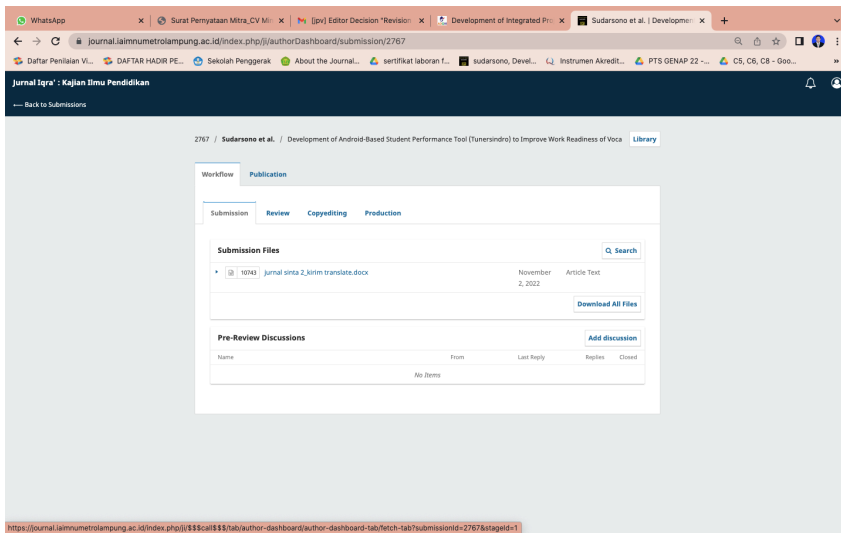 WhatsApp
Surat Pernyataan Mitra_CV Min
[jpv] Editor Decision "Revision
Development of Integrated Pro
Sudarsono et al. | Developmen
journal.iaimnumetrolampung.ac.id/index.php/ji/authorDashboard/submission/2767
Daftar Penilaian Vi...
DAFTAR HADIR PE...
Sekolah Penggerak
About the Journal...
sertifikat laboran f...
sudarsono, Devel...
Instrumen Akredit...
PTS GENAP 22 -...
C5, C6, C8 - Goo...
»
Jurnal Iqra' : Kajian Ilmu Pendidikan
← Back to Submissions
2767 / Sudarsono et al. / Development of Android-Based Student Performance Tool (Tunersindro) to Improve Work Readiness of Voca
Library
Workflow
Publication
Submission
Review
Copyediting
Production
Submission Files
Search
10743
jurnal sinta 2_kirim translate.docx
November
2, 2022
Article Text
Download All Files
Pre-Review Discussions
Add discussion
Name
From
Last Reply
Replies
Closed
No Items
https://journal.iaimnumetrolampung.ac.id/index.php/ji/$$$call$$$/tab/author-dashboard/author-dashboard-tab/fetch-tab?submissionId=2767&stageId=1